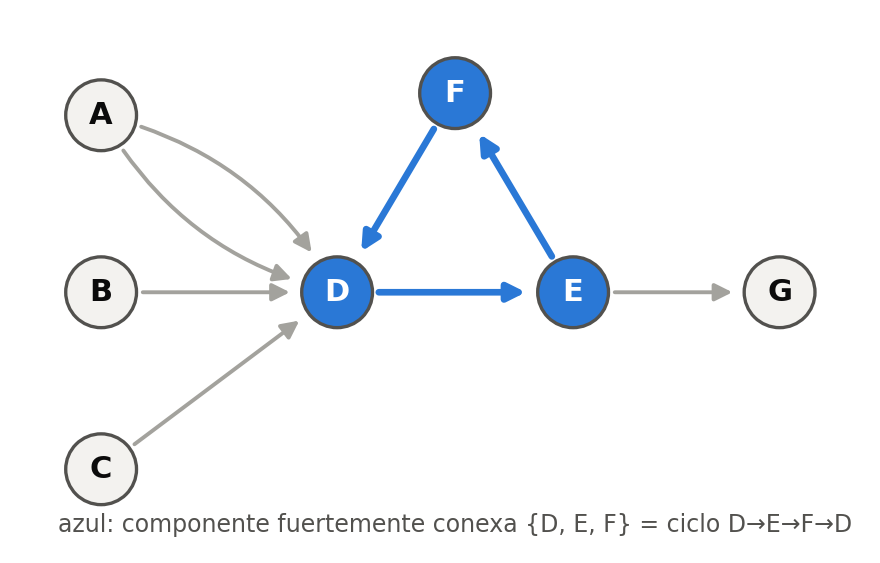 F
A
B
D
E
G
C
azul: componente fuertemente conexa {D, E, F} = ciclo D→E→F→D